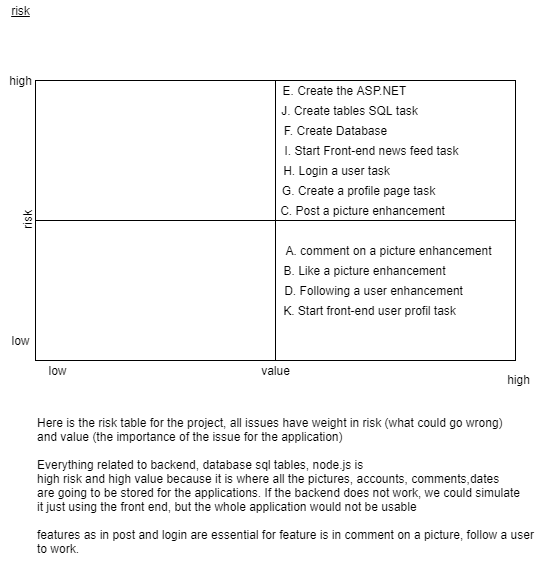 risk
high
E. Create the ASP.NET
J. Create tables SQL task
F. Create Database
I. Start Front-end news feed task
H. Login a user task
G. Create a profile page task
C. Post a picture enhancement
risk
A. comment on a picture enhancement
B. Like a picture enhancement
D. Following a user enhancement
K. Start front-end user profil task
low
low
value
high
Here is the risk table for the project, all issues have weight in risk (what could go wrong)
and value (the importance of the issue for the application)
Everything related to backend, database sql tables, node.js is
high risk and high value because it is where all the pictures, accounts, comments,dates
are going to be stored for the applications. If the backend does not work, we could simulate
it just using the front end, but the whole application would not be usable
features as in post and login are essential for feature is in comment on a picture, follow a user
to work.